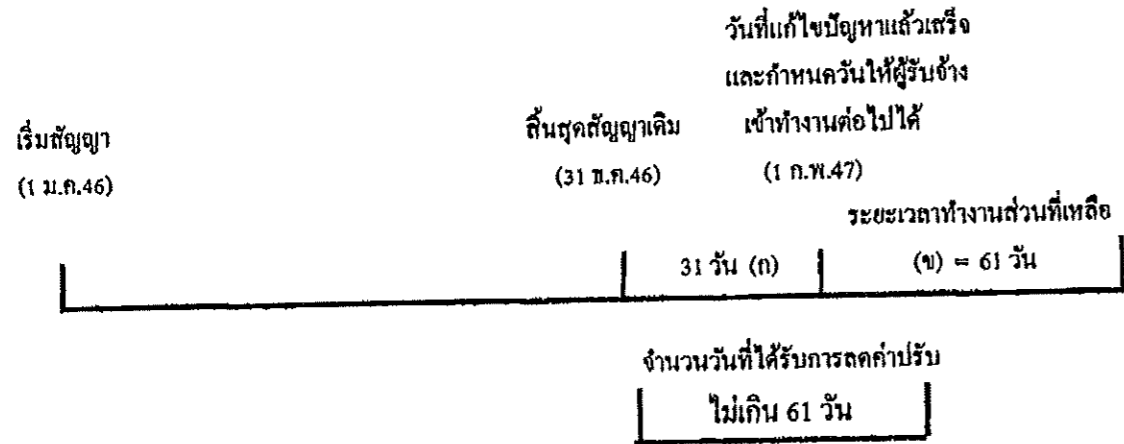 วันที่แก้ไขปัญหาแล้วเสร็จ
และกำหนดวันให้ผู้รับจ้าง
เข้าทำงานต่อไปได้
(1 ก.พ.47)
เริ่มสัญญา
(1 ม.ค.46)
สิ้นสุดสัญญาเดิม
(31 ธ.ค.46)
ระยะเวลาทำงานส่วนที่เหลือ
31 วัน (ก)
(ข) = 61 วัน
จำนวนวันที่ได้รับการลดค่าปรับ
ไม่เกิน 61 วัน